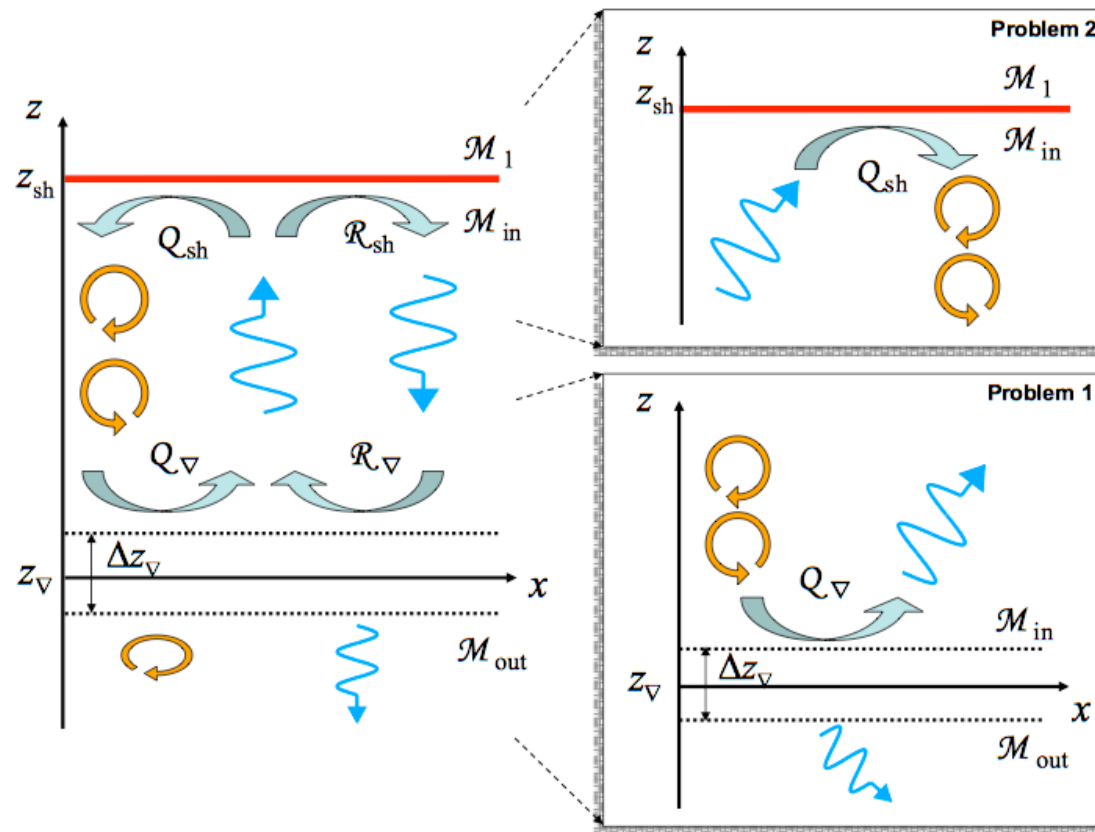 z
z_sh
ℳ_1
ℳ_in
Q_sh
ℛ_sh
Q_∇
ℛ_∇
Δz_∇
z_∇
x
ℳ_out
Problem 2
z
z_sh
ℳ_1
ℳ_in
Q_sh
Problem 1
z
Q_∇
ℳ_in
Δz_∇
z_∇
x
ℳ_out